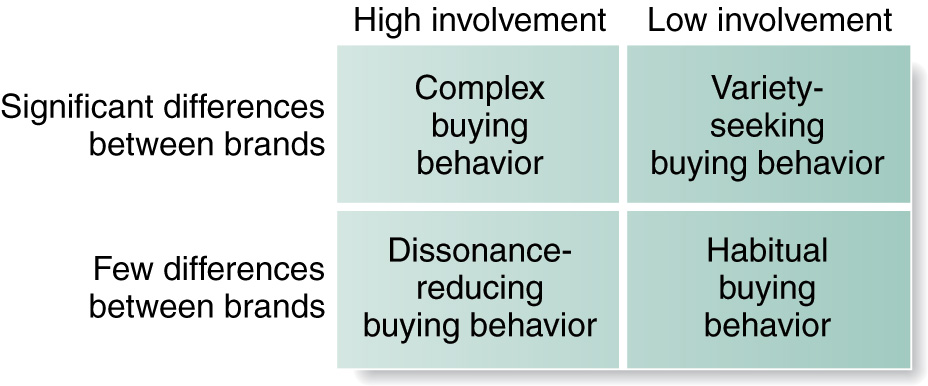 High involvement
Low involvement
Significant differences
between brands
Complex
buying
behavior
Variety-
seeking
buying behavior
Few differences
between brands
Dissonance-
reducing
buying behavior
Habitual
buying
behavior